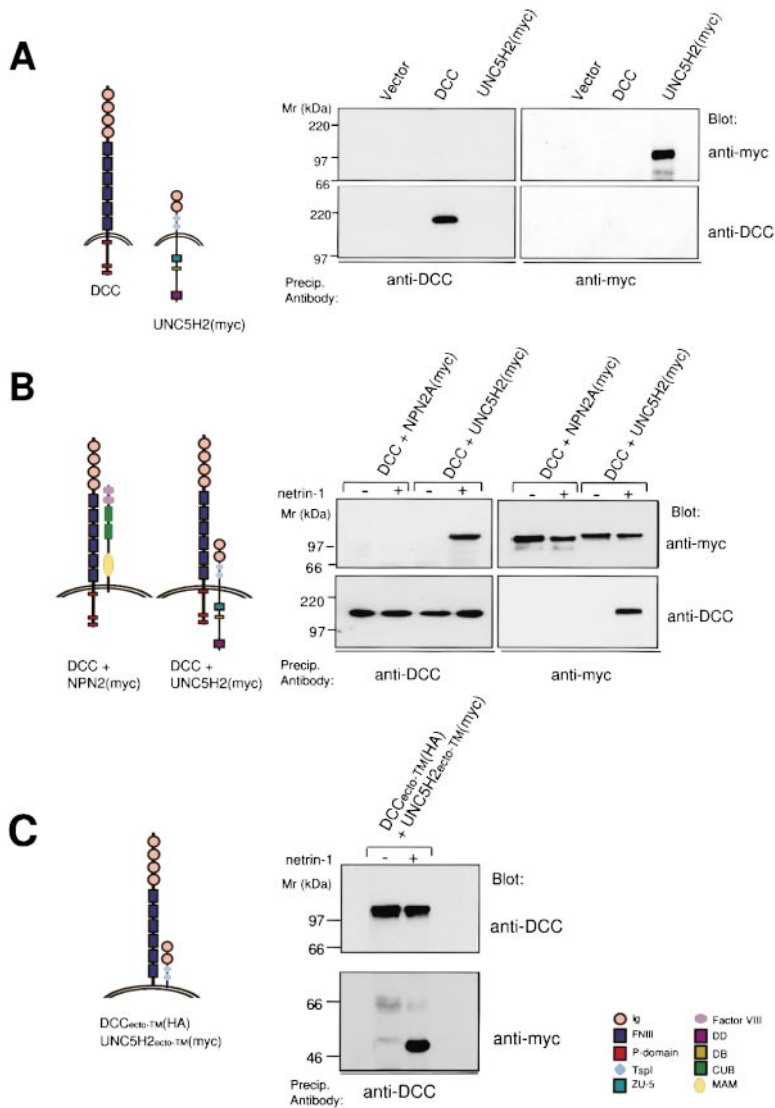 A
Vector
DCC
UNC5H2(myc)
Vector
DCC
UNC5H2(myc)
Mr (kDa)
220
97
66
220
97
Blot:
anti-myc
anti-DCC
Precip.
Antibody:
anti-DCC
anti-myc
DCC
UNC5H2(myc)
B
DCC + NPN2A(myc)
DCC + UNC5H2(myc)
DCC + NPN2A(myc)
DCC + UNC5H2(myc)
netrin-1
- + - +
- + - +
Mr (kDa)
97
66
220
97
Blot:
anti-myc
anti-DCC
Precip.
Antibody:
anti-DCC
anti-myc
DCC +
NPN2(myc)
DCC +
UNC5H2(myc)
C
DCCecto-TM(HA)
+ UNC5H2ecto-TM(myc)
netrin-1
- +
Mr (kDa)
97
66
66
46
Blot:
anti-DCC
anti-myc
Precip.
Antibody:
anti-DCC
DCCecto-TM(HA)
UNC5H2ecto-TM(myc)
Ig
FNIII
P-domain
TspI
ZU-5
Factor VIII
DD
DB
CUB
MAM